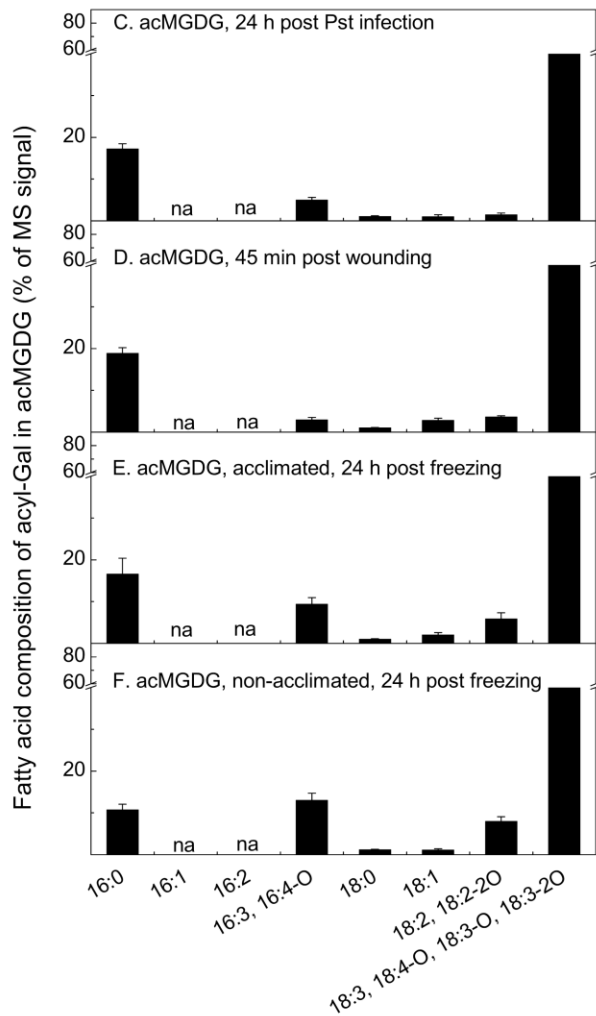 Fatty acid composition of acyl-Gal in acMGDG (% of MS signal)
C. acMGDG, 24 h post Pst infection
80
60
20
na
na
D. acMGDG, 45 min post wounding
80
60
20
na
na
E. acMGDG, acclimated, 24 h post freezing
80
60
20
na
na
F. acMGDG, non-acclimated, 24 h post freezing
80
60
20
na
na
16:0
16:1
16:2
16:3, 16:4-O
18:0
18:1
18:2, 18:2-2O
18:3, 18:4-O, 18:3-O, 18:3-2O